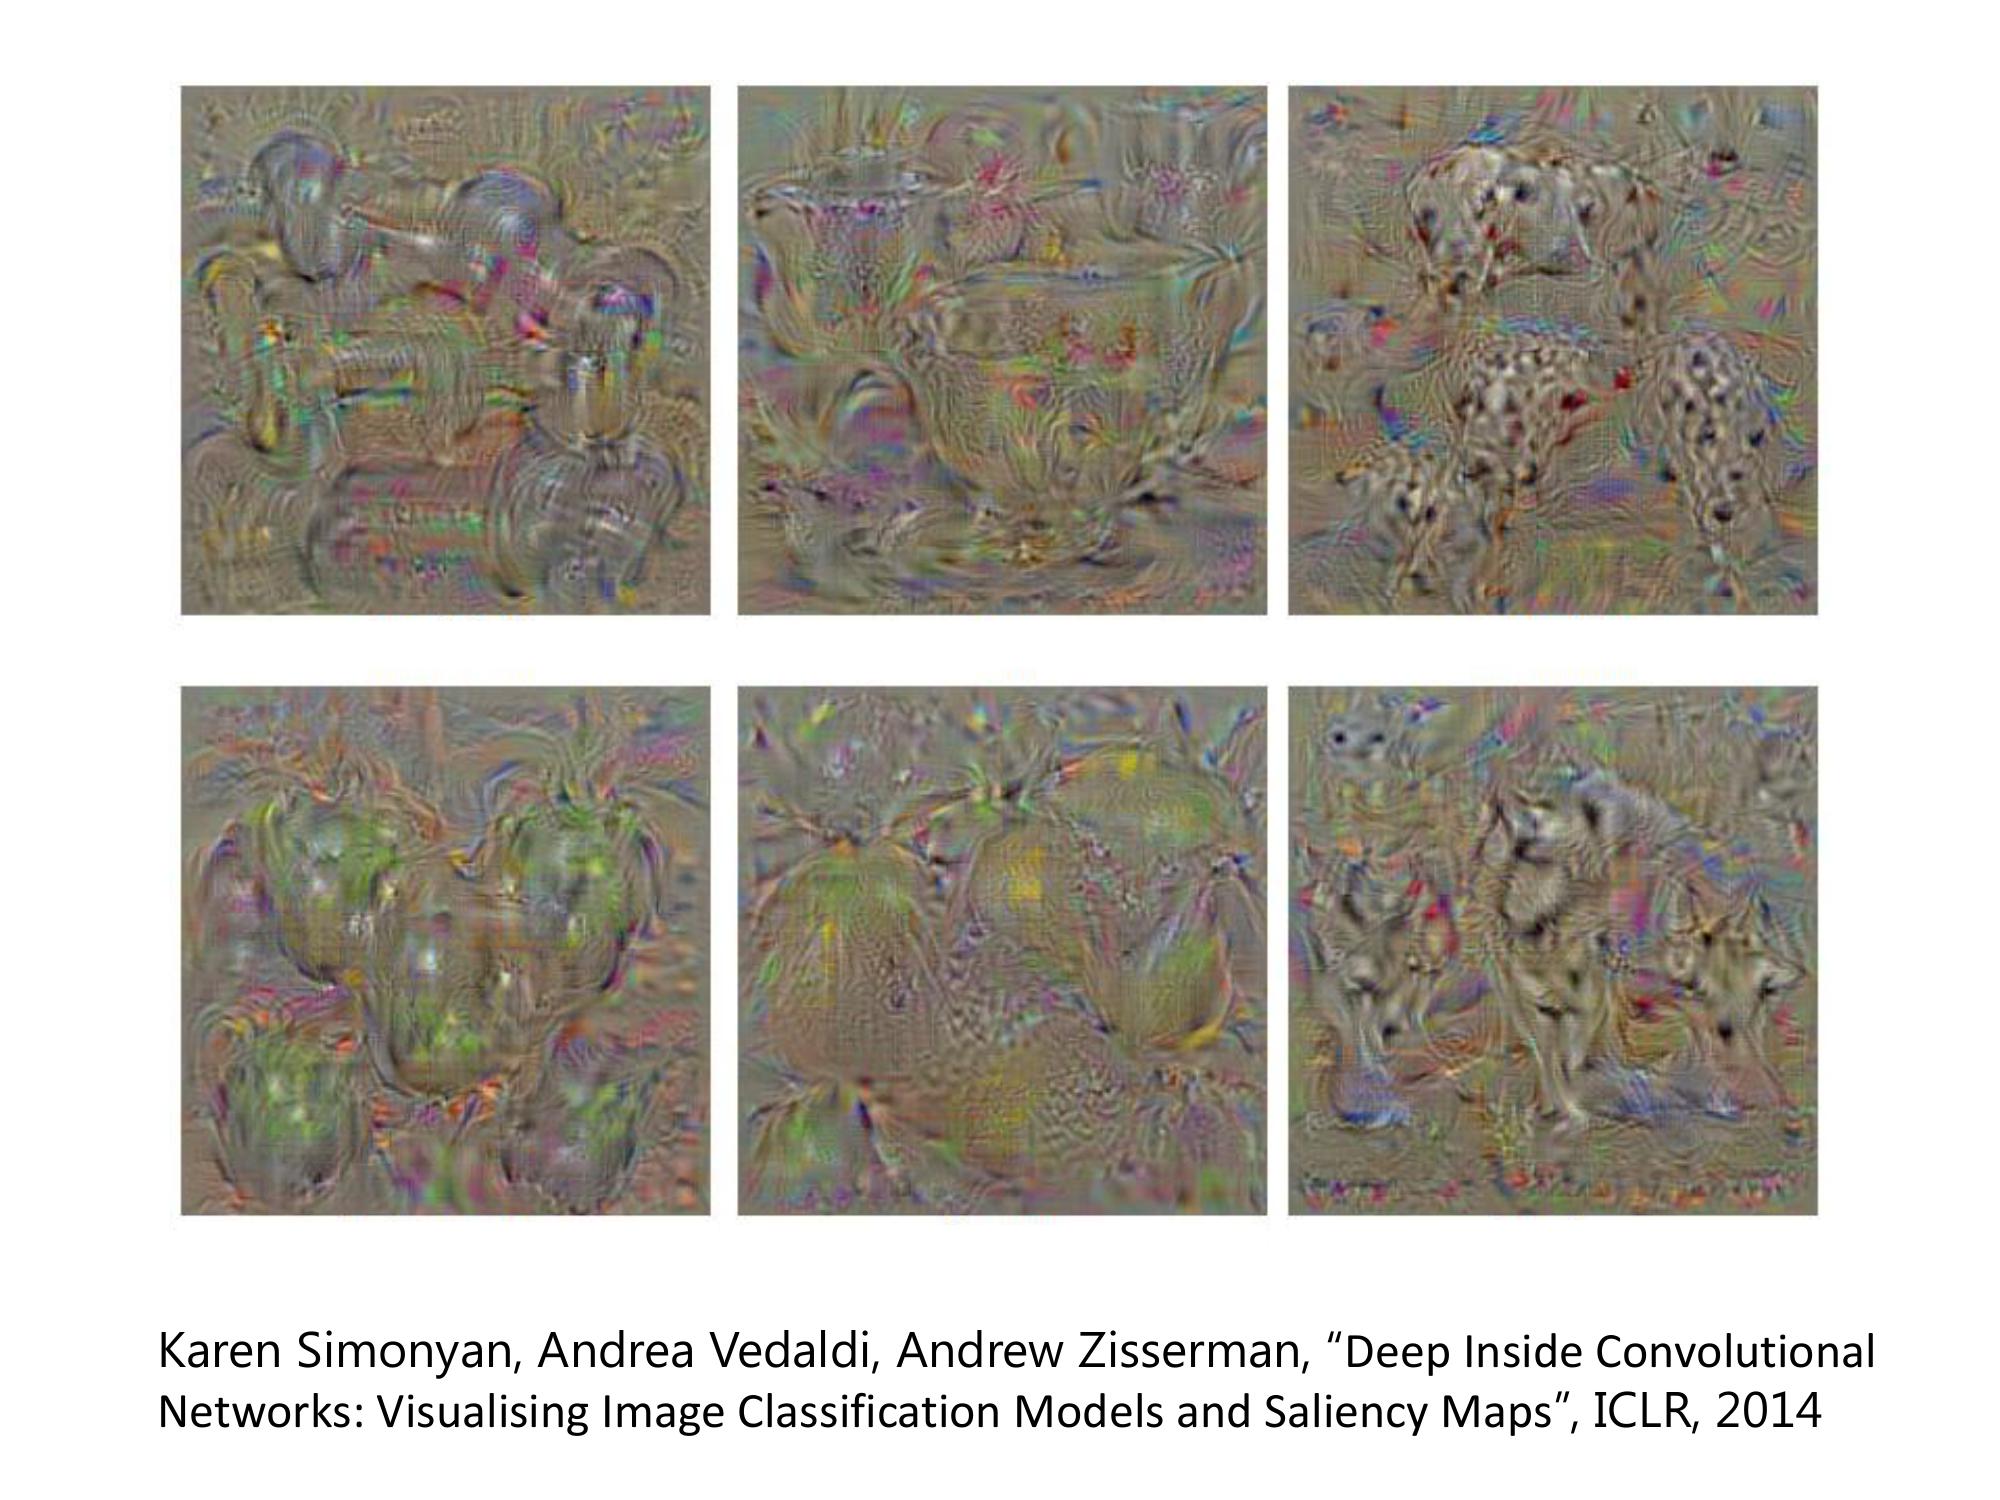 Karen Simonyan, Andrea Vedaldi, Andrew Zisserman, “Deep Inside Convolutional
Networks: Visualising Image Classification Models and Saliency Maps”, ICLR, 2014